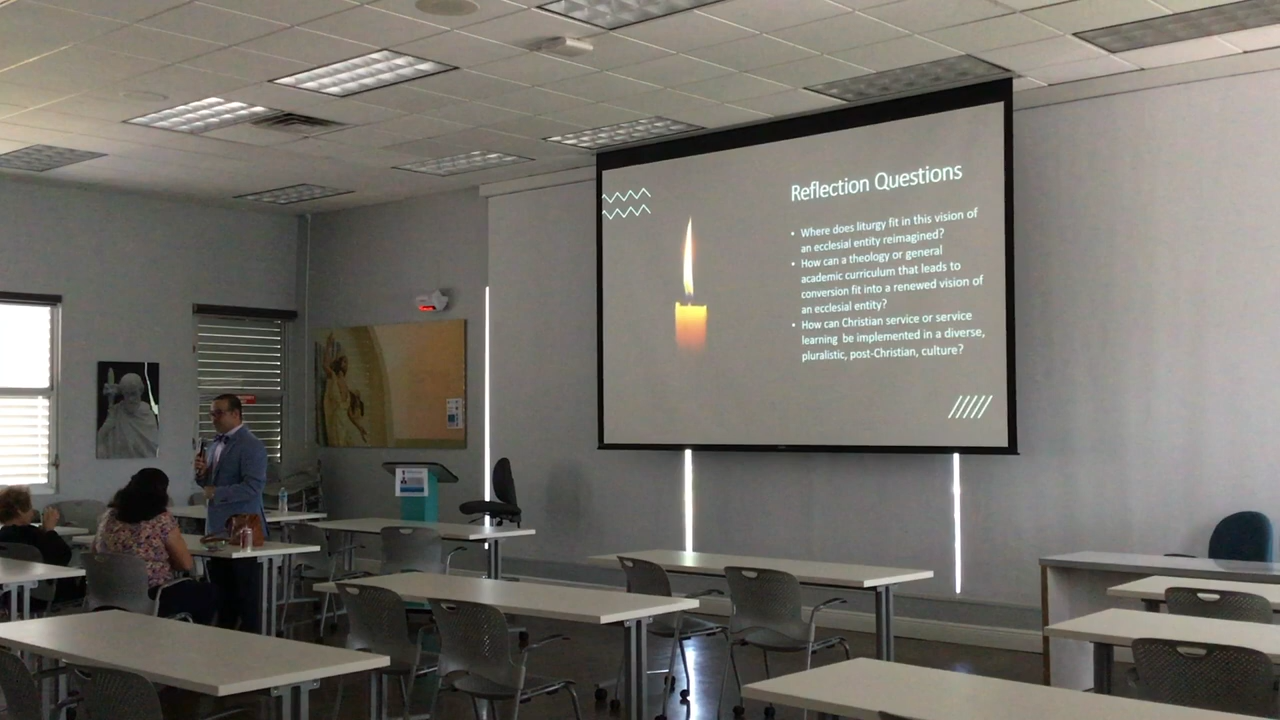 Reflection Questions
• Where does liturgy fit in this vision of
an ecclesial entity reimagined?
• How can a theology or general
academic curriculum that leads to
conversion fit into a renewed vision of
an ecclesial entity?
• How can Christian service or service
learning be implemented in a diverse,
pluralistic, post-Christian, culture?